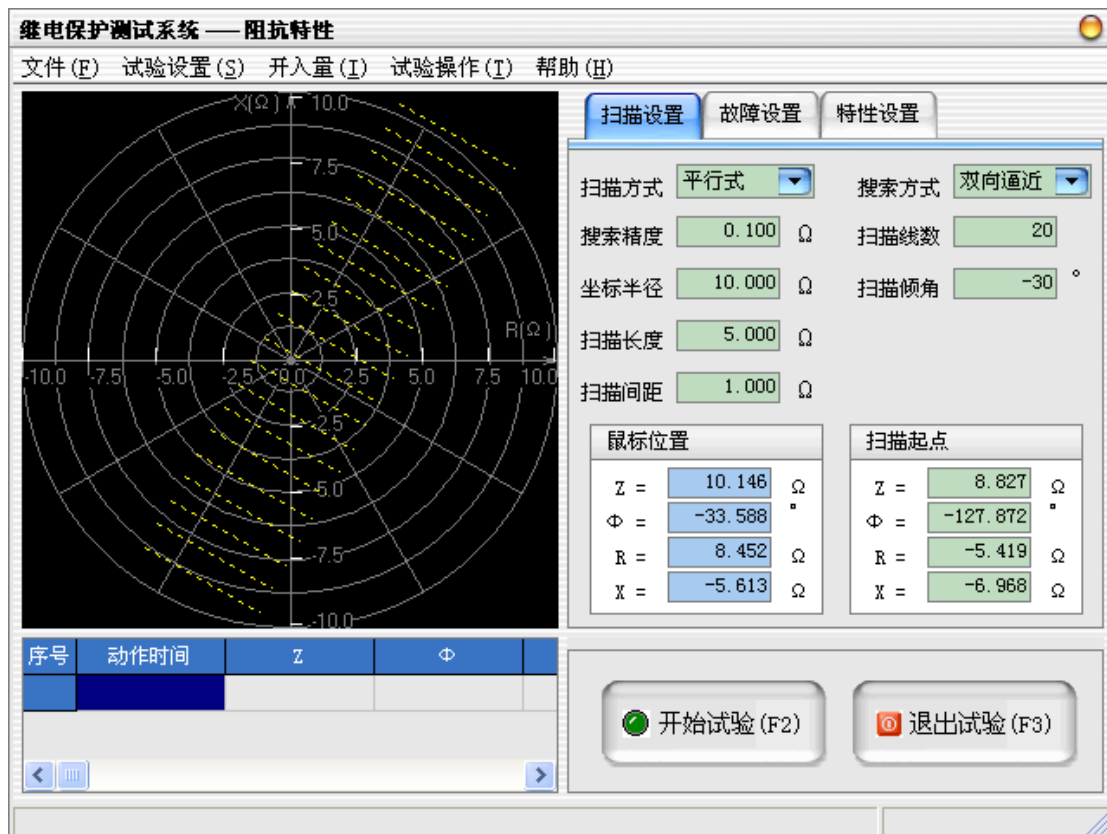 继电保护测试系统 —— 阻抗特性
文件(F) 试验设置(S) 开入量(I) 试验操作(T) 帮助(H)
X(Ω) 10.0
7.5
5.0
2.5
R(Ω)
-10.0 -7.5 -5.0 -2.5 0.0 2.5 5.0 7.5 10.0
-2.5
-5.0
-7.5
-10.0
扫描设置 故障设置 特性设置
扫描方式 平行式 搜索方式 双向逼近
搜索精度 0.100 Ω 扫描线数 20
坐标半径 10.000 Ω 扫描倾角 -30 °
扫描长度 5.000 Ω
扫描间距 1.000 Ω
鼠标位置
Z = 10.146 Ω
Φ = -33.588 °
R = 8.452 Ω
X = -5.613 Ω
扫描起点
Z = 8.827 Ω
Φ = -127.872 °
R = -5.419 Ω
X = -6.968 Ω
序号 动作时间 Z Φ
开始试验(F2) 退出试验(F3)